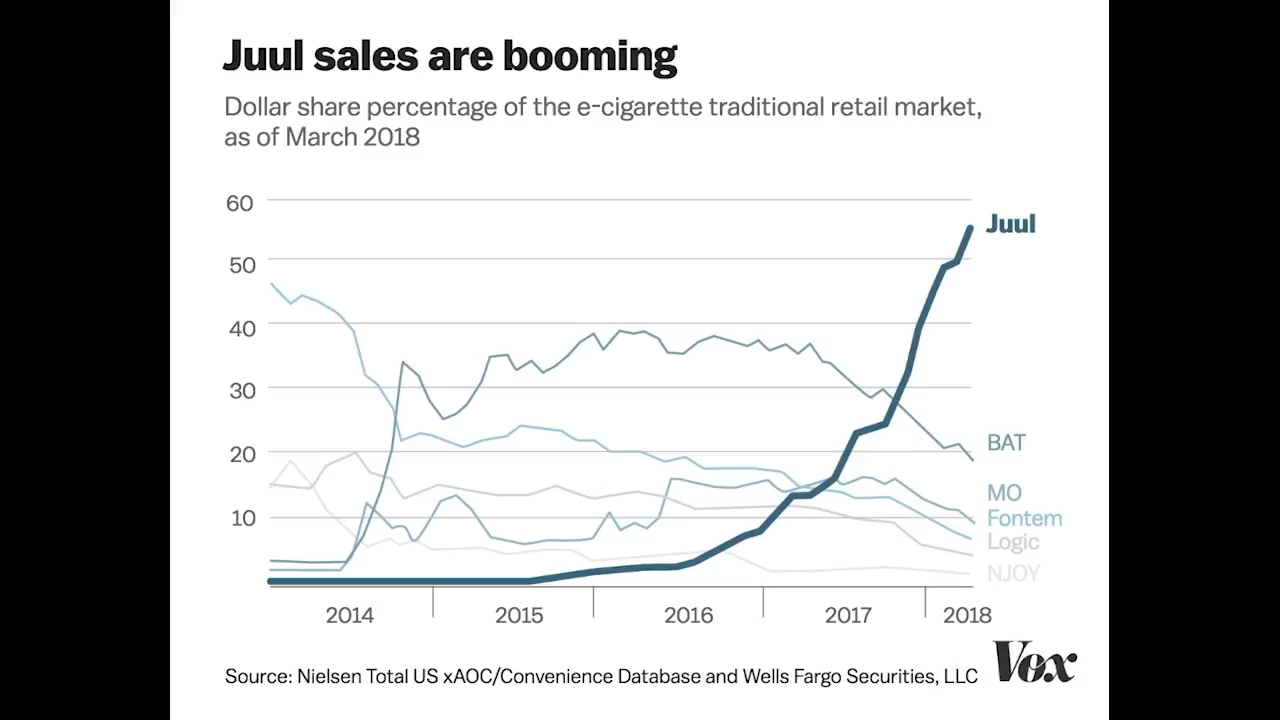 Juul sales are booming
Dollar share percentage of the e-cigarette traditional retail market,
as of March 2018
60
50
40
30
20
10
Juul
BAT
MO
Fontem
Logic
NJOY
2014 2015 2016 2017 2018
Source: Nielsen Total US xAOC/Convenience Database and Wells Fargo Securities, LLC
Vox